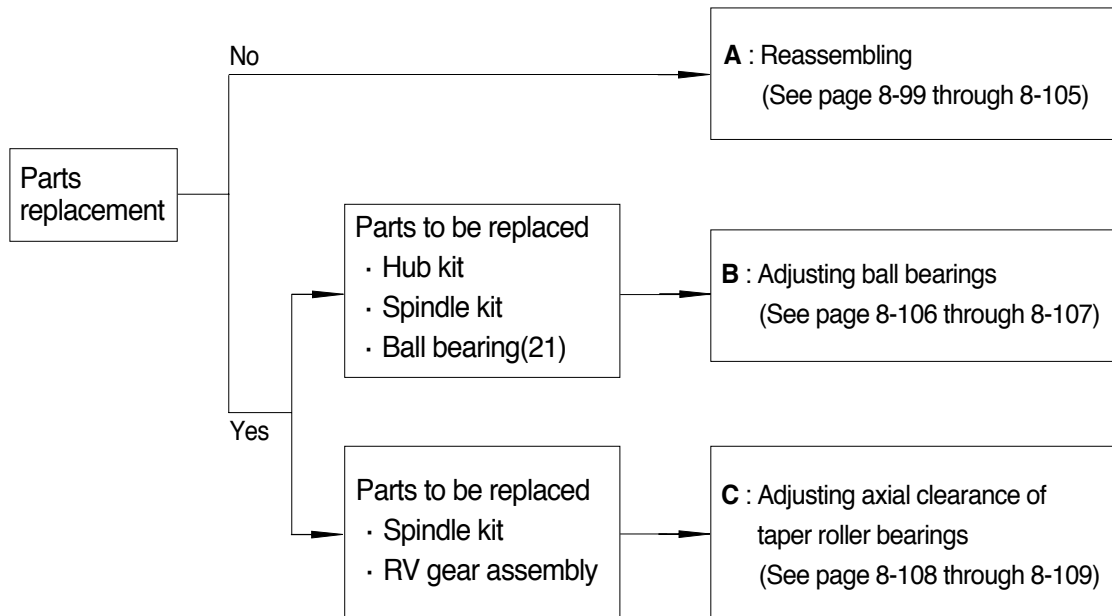 Parts
replacement
No
A : Reassembling
(See page 8-99 through 8-105)
Yes
Parts to be replaced
· Hub kit
· Spindle kit
· Ball bearing(21)
B : Adjusting ball bearings
(See page 8-106 through 8-107)
Parts to be replaced
· Spindle kit
· RV gear assembly
C : Adjusting axial clearance of
taper roller bearings
(See page 8-108 through 8-109)